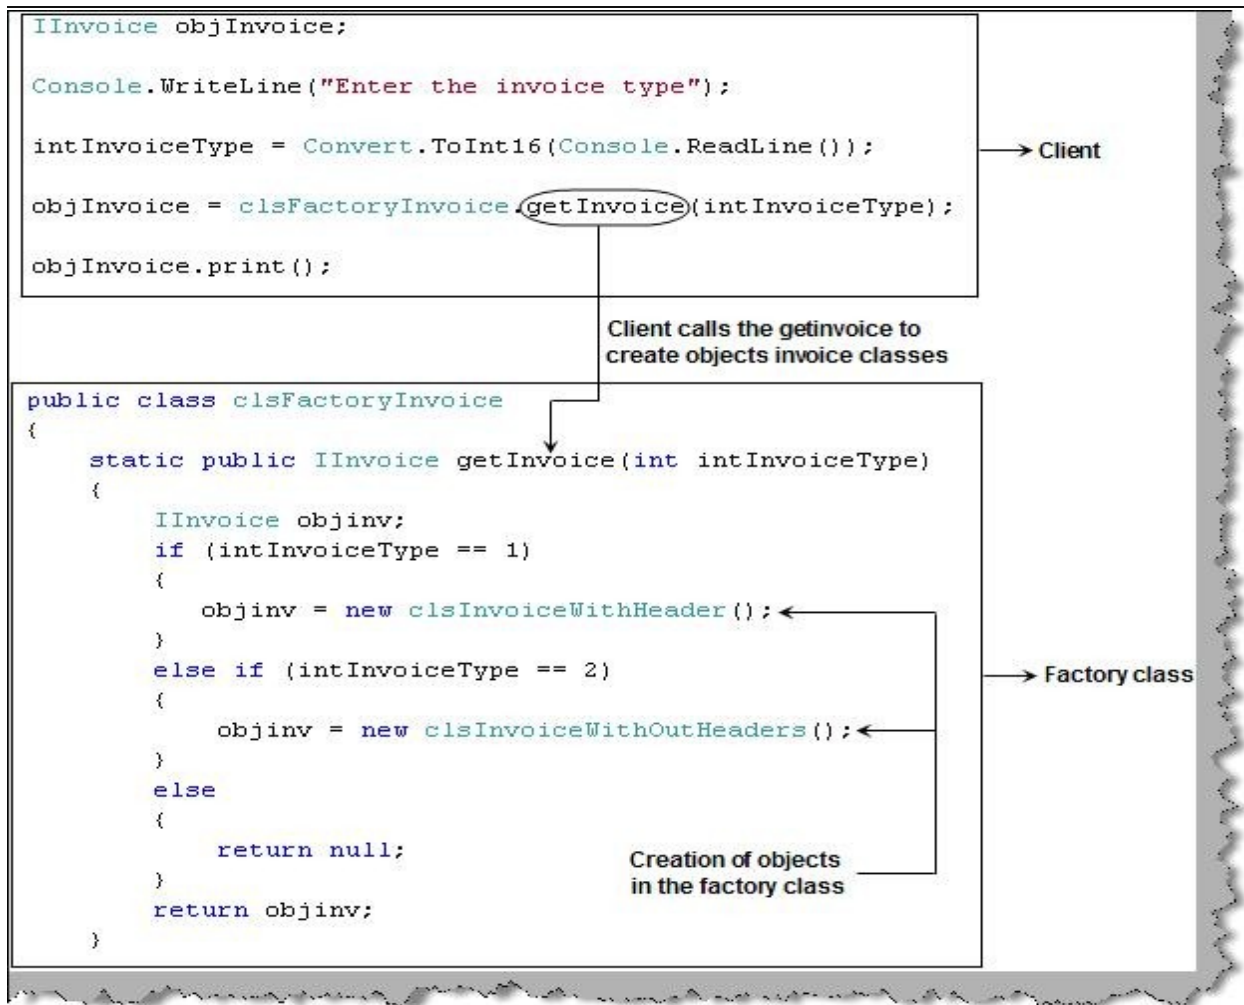 IInvoice objInvoice;
Console.WriteLine("Enter the invoice type");
intInvoiceType = Convert.ToInt16(Console.ReadLine());
objInvoice = clsFactoryInvoice.getInvoice(intInvoiceType);
objInvoice.print();
Client
Client calls the getinvoice to
create objects invoice classes
public class clsFactoryInvoice
{
static public IInvoice getInvoice(int intInvoiceType)
{
IInvoice objinv;
if (intInvoiceType == 1)
{
objinv = new clsInvoiceWithHeader();
}
else if (intInvoiceType == 2)
{
objinv = new clsInvoiceWithOutHeaders();
}
else
{
return null;
}
return objinv;
}
Factory class
Creation of objects
in the factory class